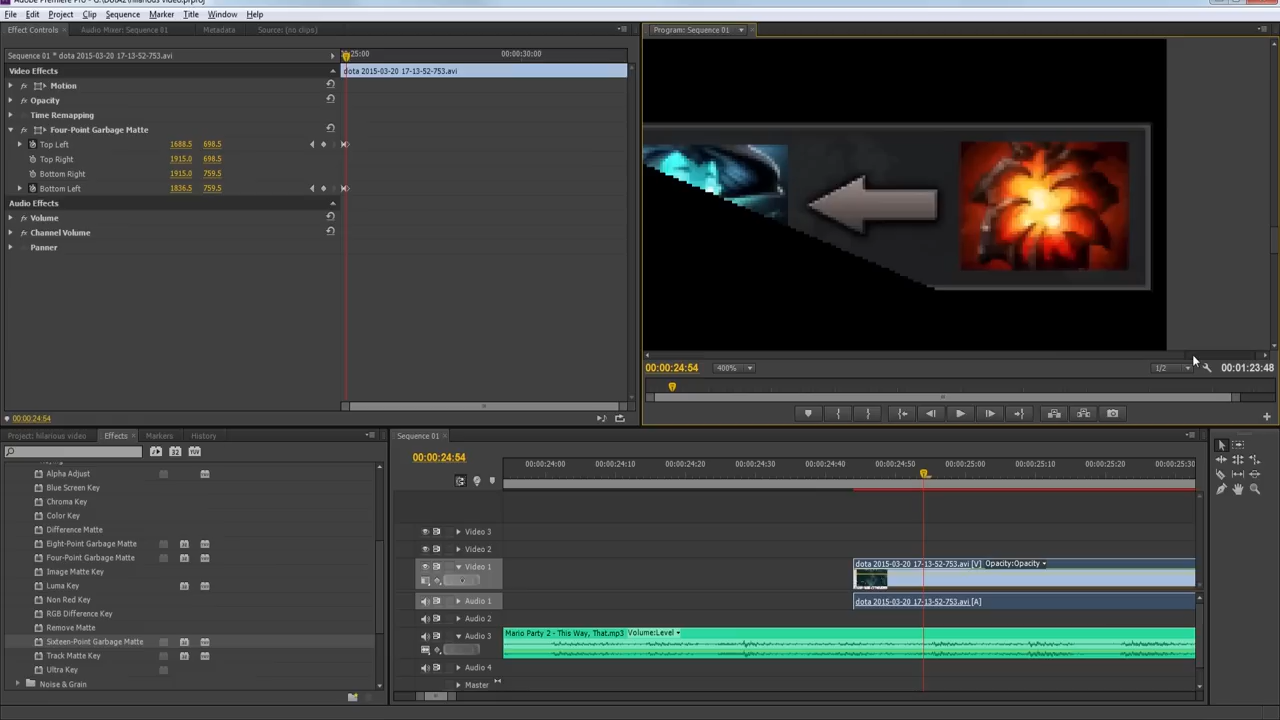 Adobe Premiere Pro - G:\Dota2\hilarious video.prproj
File Edit Project Clip Sequence Marker Title Window Help
Effect Controls Audio Mixer: Sequence 01 Metadata Source: (no clips)
Program: Sequence 01
Sequence 01 * dota 2015-03-20 17-13-52-753.avi
:25:00 00:00:30:00
Video Effects
dota 2015-03-20 17-13-52-753.avi
fx Motion
fx Opacity
Time Remapping
fx Four-Point Garbage Matte
Top Left 1688.5 698.5
Top Right 1915.0 698.5
Bottom Right 1915.0 759.5
Bottom Left 1836.5 759.5
Audio Effects
fx Volume
fx Channel Volume
Panner
00:00:24:54
00:00:24:54 400% 1/2 00:01:23:48
Project: hilarious video Effects Markers History
Alpha Adjust
Blue Screen Key
Chroma Key
Color Key
Difference Matte
Eight-Point Garbage Matte
Four-Point Garbage Matte
Image Matte Key
Luma Key
Non Red Key
RGB Difference Key
Remove Matte
Sixteen-Point Garbage Matte
Track Matte Key
Ultra Key
Noise & Grain
Sequence 01
00:00:24:54
00:00:24:00 00:00:24:10 00:00:24:20 00:00:24:30 00:00:24:40 00:00:24:50 00:00:25:00 00:00:25:10 00:00:25:20 00:00:25:30
Video 3
Video 2
Video 1 dota 2015-03-20 17-13-52-753.avi [V] Opacity:Opacity
Audio 1 dota 2015-03-20 17-13-52-753.avi [A]
Audio 2
Audio 3 Mario Party 2 - This Way, That.mp3 Volume:Level
Audio 4
Master